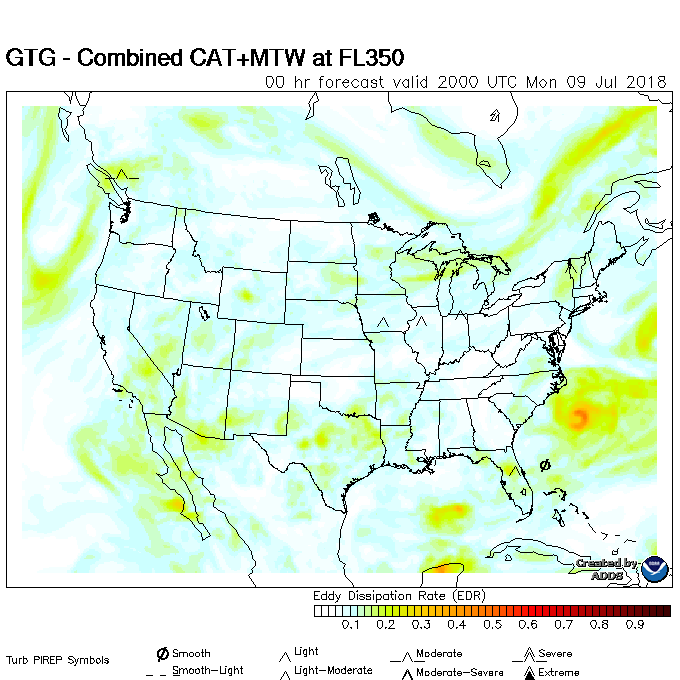 GTG - Combined CAT+MTW at FL350
00 hr forecast valid 2000 UTC Mon 09 Jul 2018
Created by
ADDS
Eddy Dissipation Rate (EDR)
0.1 0.2 0.3 0.4 0.5 0.6 0.7 0.8 0.9
Turb PIREP Symbols
Smooth Light Moderate Severe
Smooth-Light Light-Moderate Moderate-Severe Extreme